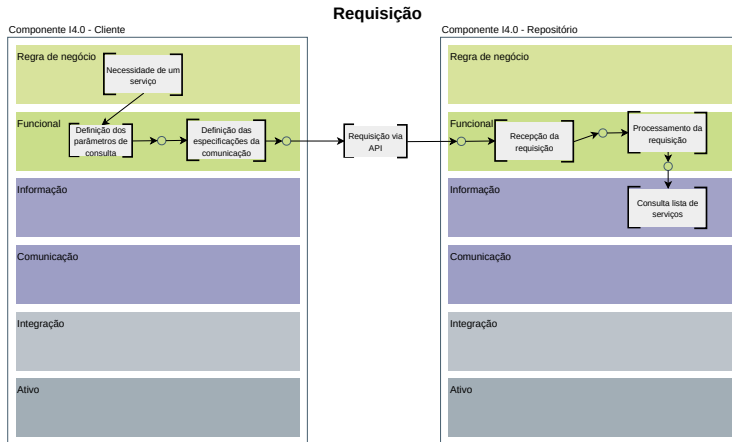 Requisição
Componente I4.0 - Cliente
Regra de negócio
Necessidade de um
serviço
Funcional
Definição dos
parâmetros de
consulta
Definição das
especificações da
comunicação
Informação
Comunicação
Integração
Ativo
Requisição via
API
Componente I4.0 - Repositório
Regra de negócio
Funcional
Recepção da
requisição
Processamento da
requisição
Informação
Consulta lista de
serviços
Comunicação
Integração
Ativo